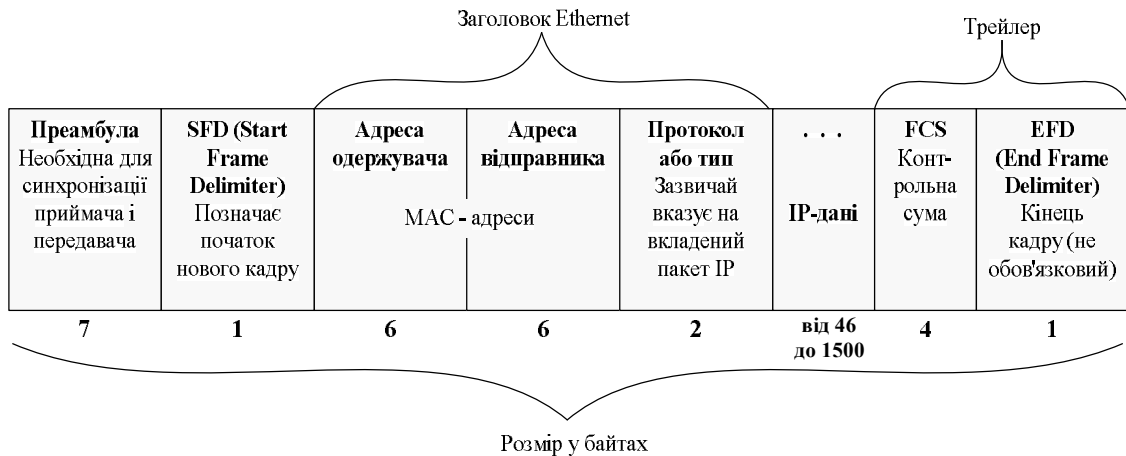 Заголовок Ethernet
Трейлер
Преамбула
Необхідна для
синхронізації
приймача і
передавача
SFD (Start
Frame
Delimiter)
Позначає
початок
нового кадру
Адреса
одержувача
Адреса
відправника
MAC - адреси
Протокол
або тип
Зазвичай
вказує на
вкладений
пакет IP
. . .
IP-дані
FCS
Конт-
рольна
сума
EFD
(End Frame
Delimiter)
Кінець
кадру (не
обов'язковий)
7
1
6
6
2
від 46
до 1500
4
1
Розмір у байтах